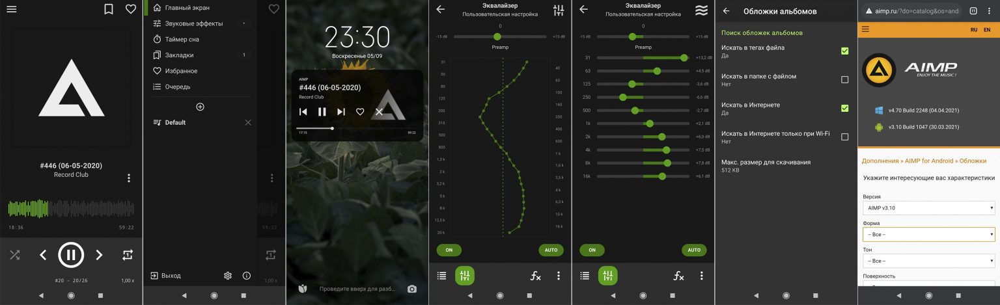 #446 (06-05-2020)
Record Club
18:36
59:22
1
#20 - 20/26
1,00 x
Главный экран
Звуковые эффекты
Таймер сна
Закладки
1
Избранное
Очередь
Default
59:22
Выход
1
1,00 x
23:30
Воскресенье 05/09
AIMP
#446 (06-05-2020)
Record Club
17:15
59:22
Проведите вверх для разб...
Эквалайзер
Пользовательская настройка
0
-15 dB
+15 dB
Preamp
31
40
50
63
80
100
125
160
200
250
315
400
500
630
800
1 k
1,3 k
1,6 k
2 k
2,5 k
3,2 k
4 k
5 k
6,3 k
8 k
10 k
12,5 k
16 k
20 k
ON
AUTO
fx
Эквалайзер
Пользовательская настройка
0
-15 dB
+15 dB
Preamp
31
+13,2 dB
63
+4,5 dB
125
-3,6 dB
250
-6,6 dB
500
-2,7 dB
1k
+2,1 dB
2k
+6,0 dB
4k
+7,5 dB
8k
+7,8 dB
16k
+6,1 dB
ON
AUTO
fx
Обложки альбомов
Поиск обложек альбомов
Искать в тегах файла
Да
Искать в папке с файлом
Нет
Искать в Интернете
Да
Искать в Интернете только при Wi-Fi
Нет
Макс. размер для скачивания
512 KB
aimp.ru/?do=catalog&os=and
11
RU EN
AIMP
ENJOY THE MUSIC!
v4.70 Build 2248 (04.04.2021)
v3.10 Build 1047 (30.03.2021)
Дополнения » AIMP for Android » Обложки
Укажите интересующие вас характеристики
Версия
AIMP v3.10
Форма
-- Все --
Тон
-- Все --
Поверхность